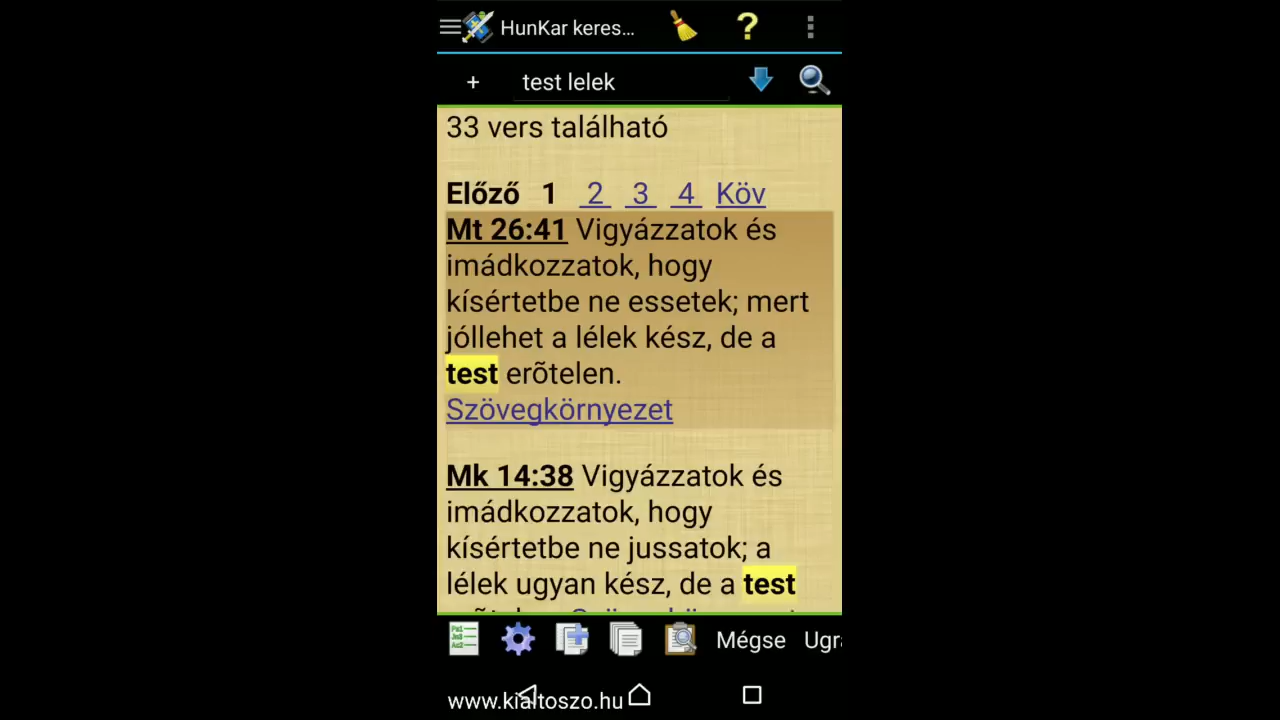 HunKar keres...
+ test lelek
33 vers található
Előző 1 2 3 4 Köv
Mt 26:41 Vigyázzatok és
imádkozzatok, hogy
kísértetbe ne essetek; mert
jóllehet a lélek kész, de a
test erõtelen.
Szövegkörnyezet
Mk 14:38 Vigyázzatok és
imádkozzatok, hogy
kísértetbe ne jussatok; a
lélek ugyan kész, de a test
Mégse Ugra
www.kialtoszo.hu